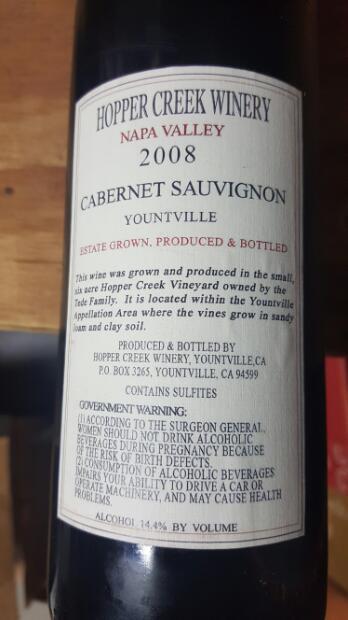 HOPPER CREEK WINERY
NAPA VALLEY
2008
CABERNET SAUVIGNON
YOUNTVILLE
ESTATE GROWN, PRODUCED & BOTTLED
This wine was grown and produced in the small,
six acre Hopper Creek Vineyard owned by the
Tede Family. It is located within the Yountville
Appellation Area where the vines grow in sandy
loam and clay soil.
PRODUCED & BOTTLED BY
HOPPER CREEK WINERY, YOUNTVILLE,CA
P.O. BOX 3265, YOUNTVILLE, CA 94599
CONTAINS SULFITES
GOVERNMENT WARNING:
(1) ACCORDING TO THE SURGEON GENERAL,
WOMEN SHOULD NOT DRINK ALCOHOLIC
BEVERAGES DURING PREGNANCY BECAUSE
OF THE RISK OF BIRTH DEFECTS.
(2) CONSUMPTION OF ALCOHOLIC BEVERAGES
IMPAIRS YOUR ABILITY TO DRIVE A CAR OR
OPERATE MACHINERY, AND MAY CAUSE HEALTH
PROBLEMS.
ALCOHOL 14.4% BY VOLUME